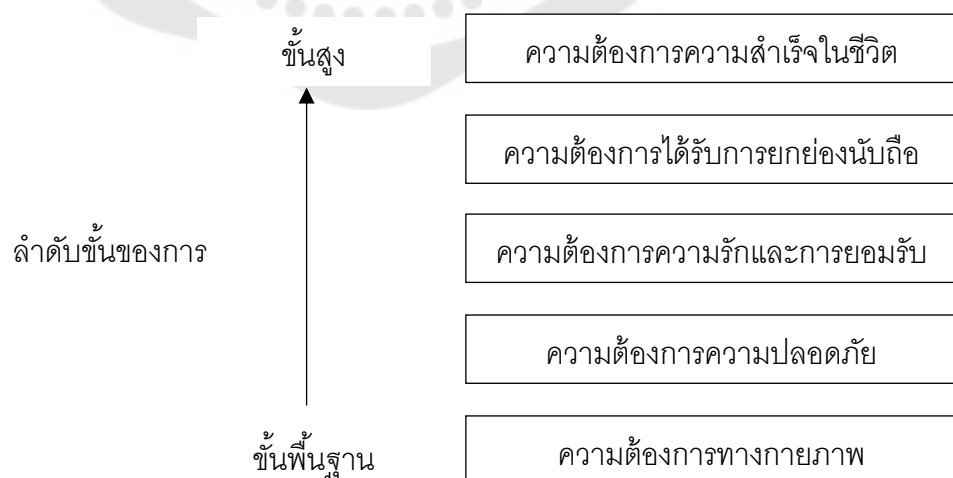 ขั้นสูง
ความต้องการความสำเร็จในชีวิต
ความต้องการได้รับการยกย่องนับถือ
ลำดับขั้นของการ
ความต้องการความรักและการยอมรับ
ความต้องการความปลอดภัย
ขั้นพื้นฐาน
ความต้องการทางกายภาพ